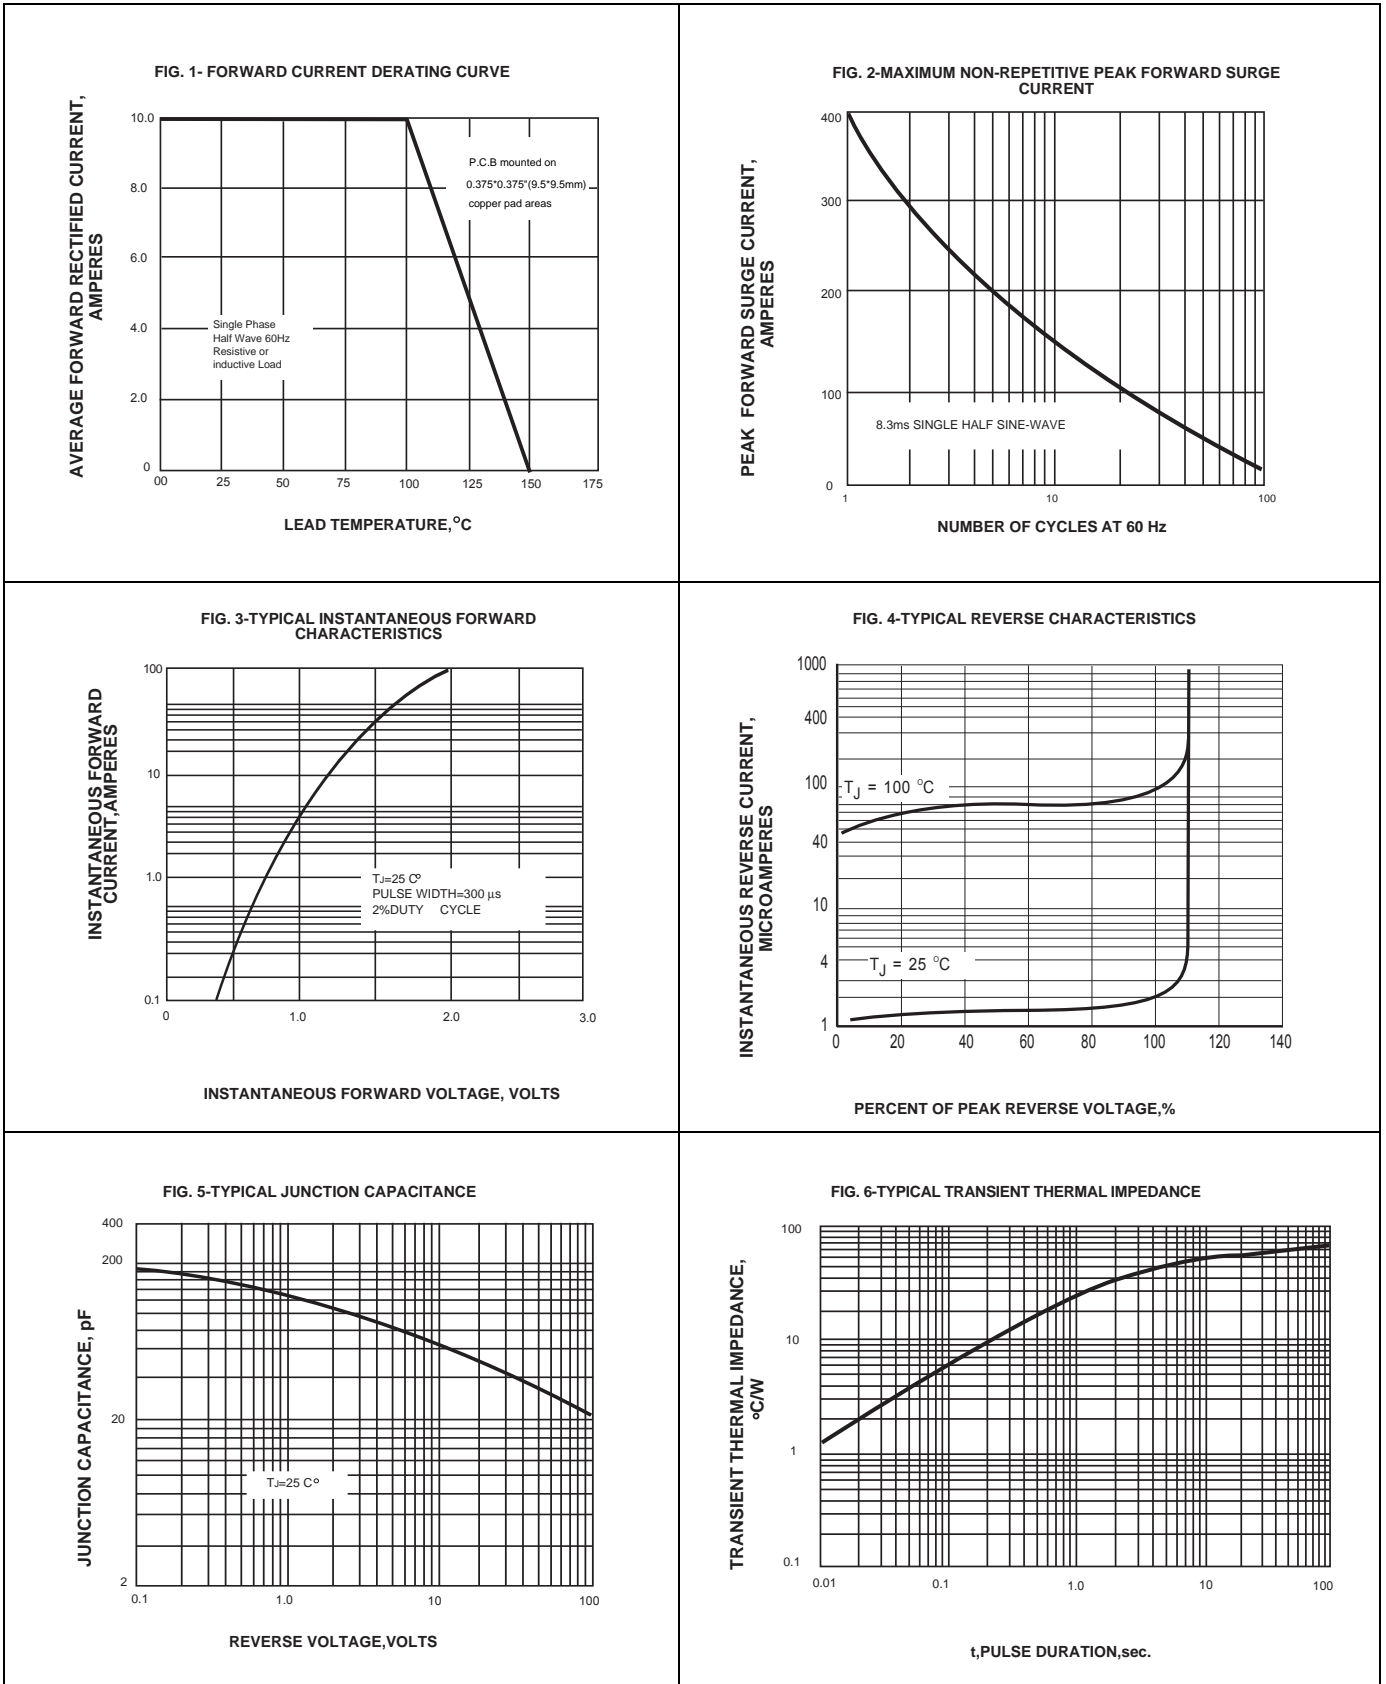 FIG. 1- FORWARD CURRENT DERATING CURVE
AVERAGE FORWARD RECTIFIED CURRENT,
AMPERES
10.0
8.0
6.0
4.0
2.0
0
P.C.B mounted on
0.375*0.375"(9.5*9.5mm)
copper pad areas
Single Phase
Half Wave 60Hz
Resistive or
inductive Load
00 25 50 75 100 125 150 175
LEAD TEMPERATURE,°C
FIG. 2-MAXIMUM NON-REPETITIVE PEAK FORWARD SURGE
CURRENT
PEAK FORWARD SURGE CURRENT,
AMPERES
400
300
200
100
0
8.3ms SINGLE HALF SINE-WAVE
1 10 100
NUMBER OF CYCLES AT 60 Hz
FIG. 3-TYPICAL INSTANTANEOUS FORWARD
CHARACTERISTICS
INSTANTANEOUS FORWARD
CURRENT,AMPERES
100
10
1.0
0.1
TJ=25 C°
PULSE WIDTH=300 µs
2%DUTY CYCLE
0 1.0 2.0 3.0
INSTANTANEOUS FORWARD VOLTAGE, VOLTS
FIG. 4-TYPICAL REVERSE CHARACTERISTICS
INSTANTANEOUS REVERSE CURRENT,
MICROAMPERES
1000
400
100
40
10
4
1
TJ = 100 °C
TJ = 25 °C
0 20 40 60 80 100 120 140
PERCENT OF PEAK REVERSE VOLTAGE,%
FIG. 5-TYPICAL JUNCTION CAPACITANCE
JUNCTION CAPACITANCE, pF
400
200
20
2
TJ=25 C°
0.1 1.0 10 100
REVERSE VOLTAGE,VOLTS
FIG. 6-TYPICAL TRANSIENT THERMAL IMPEDANCE
TRANSIENT THERMAL IMPEDANCE,
°C/W
100
10
1
0.1
0.01 0.1 1.0 10 100
t,PULSE DURATION,sec.